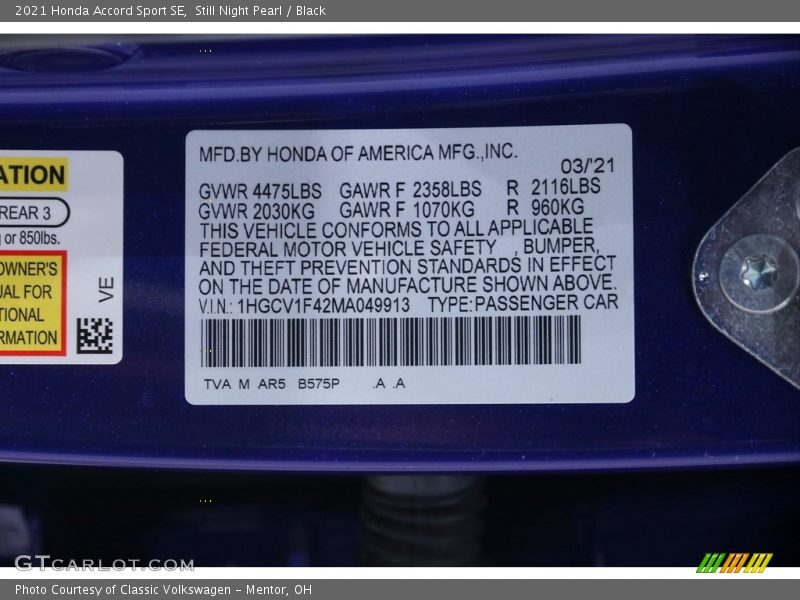 2021 Honda Accord Sport SE,  Still Night Pearl / Black
ATION
REAR 3
or 850lbs.
OWNER'S
UAL FOR
TIONAL
RMATION
VE
MFD.BY HONDA OF AMERICA MFG.,INC.
03/'21
GVWR 4475LBS GAWR F 2358LBS R 2116LBS
GVWR 2030KG GAWR F 1070KG R 960KG
THIS VEHICLE CONFORMS TO ALL APPLICABLE
FEDERAL MOTOR VEHICLE SAFETY , BUMPER,
AND THEFT PREVENTION STANDARDS IN EFFECT
ON THE DATE OF MANUFACTURE SHOWN ABOVE.
V.I.N.: 1HGCV1F42MA049913 TYPE:PASSENGER CAR
TVA M AR5 B575P .A .A
GTCARLOT.COM
Photo Courtesy of Classic Volkswagen - Mentor, OH